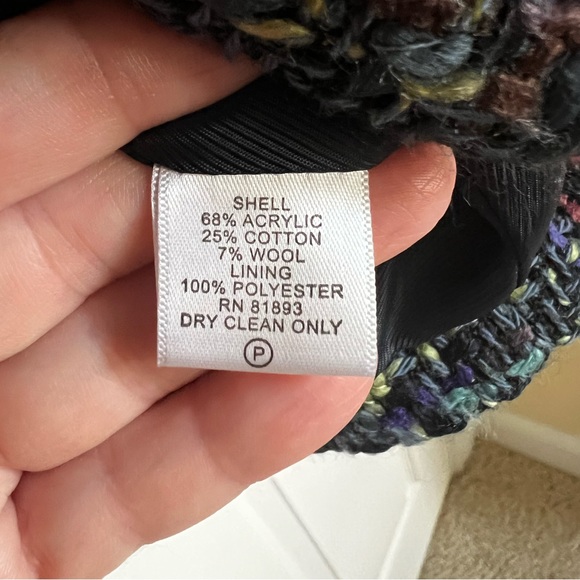 SHELL
68% ACRYLIC
25% COTTON
7% WOOL
LINING
100% POLYESTER
RN 81893
DRY CLEAN ONLY
P